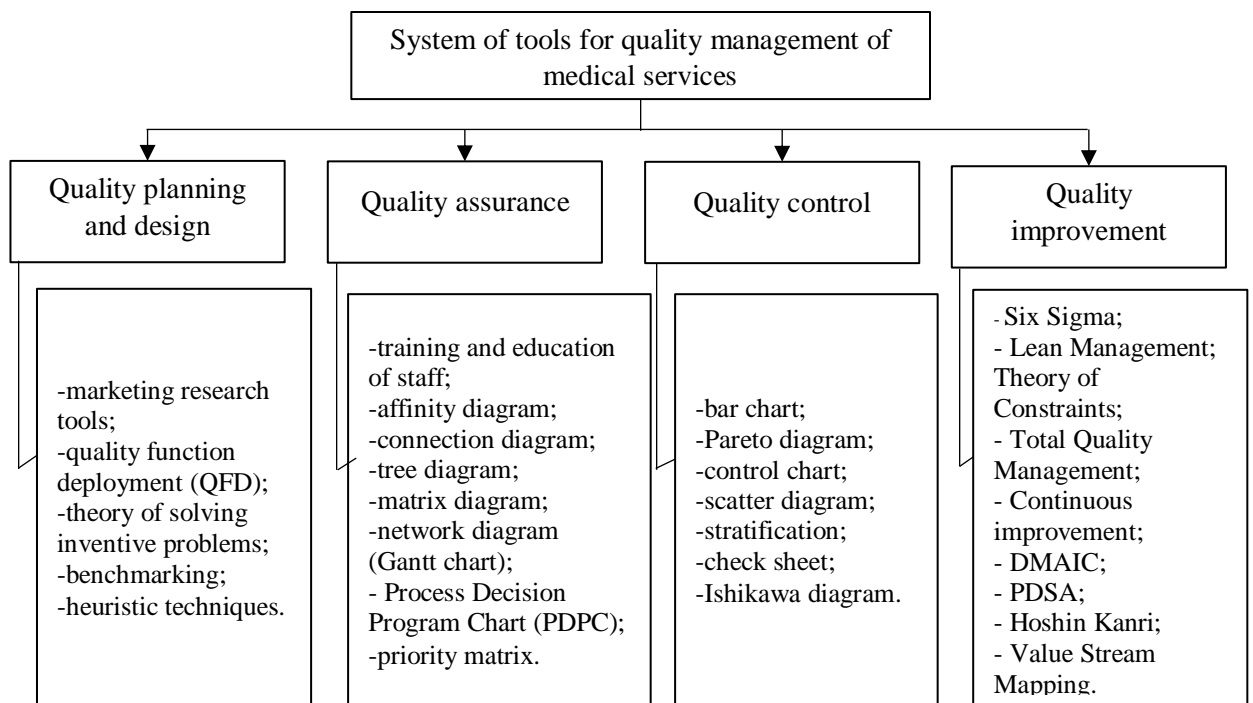 System of tools for quality management of
medical services
Quality planning
and design
Quality assurance
Quality control
Quality
improvement
-marketing research
tools;
-quality function
deployment (QFD);
-theory of solving
inventive problems;
-benchmarking;
-heuristic techniques.
-training and education
of staff;
-affinity diagram;
-connection diagram;
-tree diagram;
-matrix diagram;
-network diagram
(Gantt chart);
- Process Decision
Program Chart (PDPC);
-priority matrix.
-bar chart;
-Pareto diagram;
-control chart;
-scatter diagram;
-stratification;
-check sheet;
-Ishikawa diagram.
- Six Sigma;
- Lean Management;
Theory of
Constraints;
- Total Quality
Management;
- Continuous
improvement;
- DMAIC;
- PDSA;
- Hoshin Kanri;
- Value Stream
Mapping.